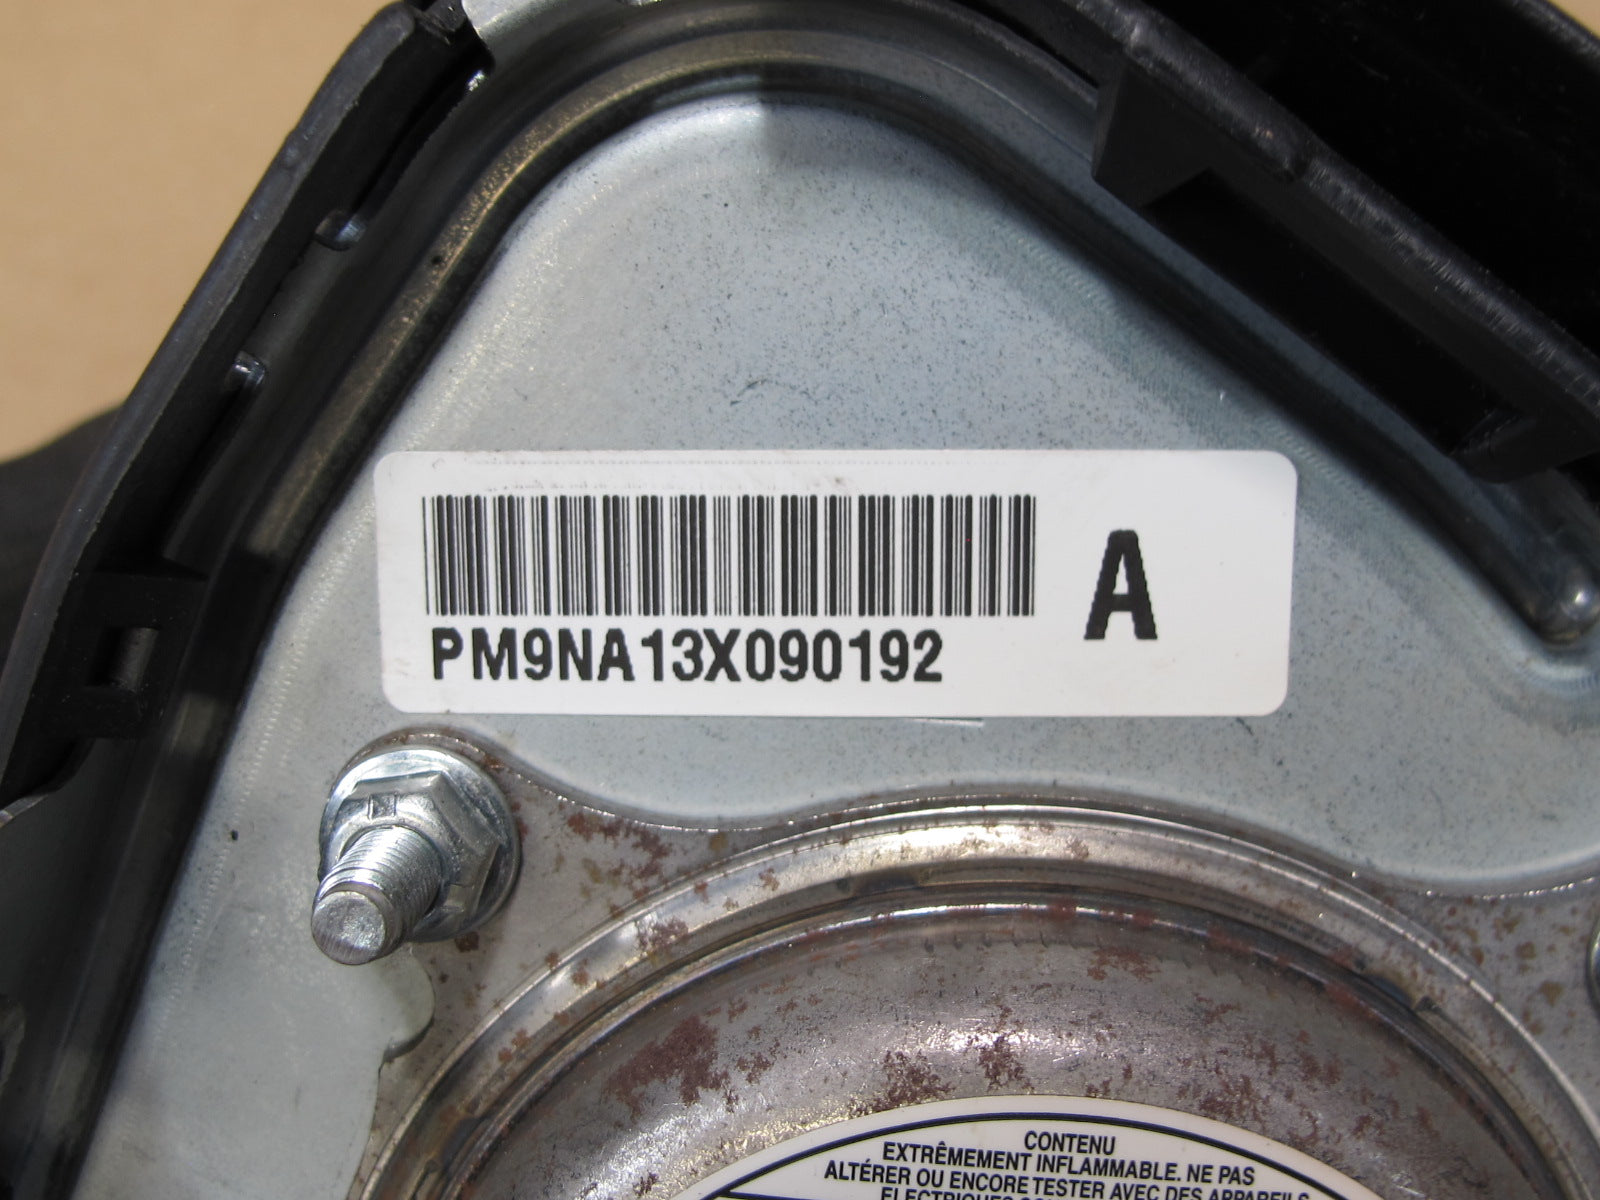 PM9NA13X090192
A
CONTENU
EXTRÊMEMENT INFLAMMABLE. NE PAS
ALTÉRER OU ENCORE TESTER AVEC DES APPAREILS